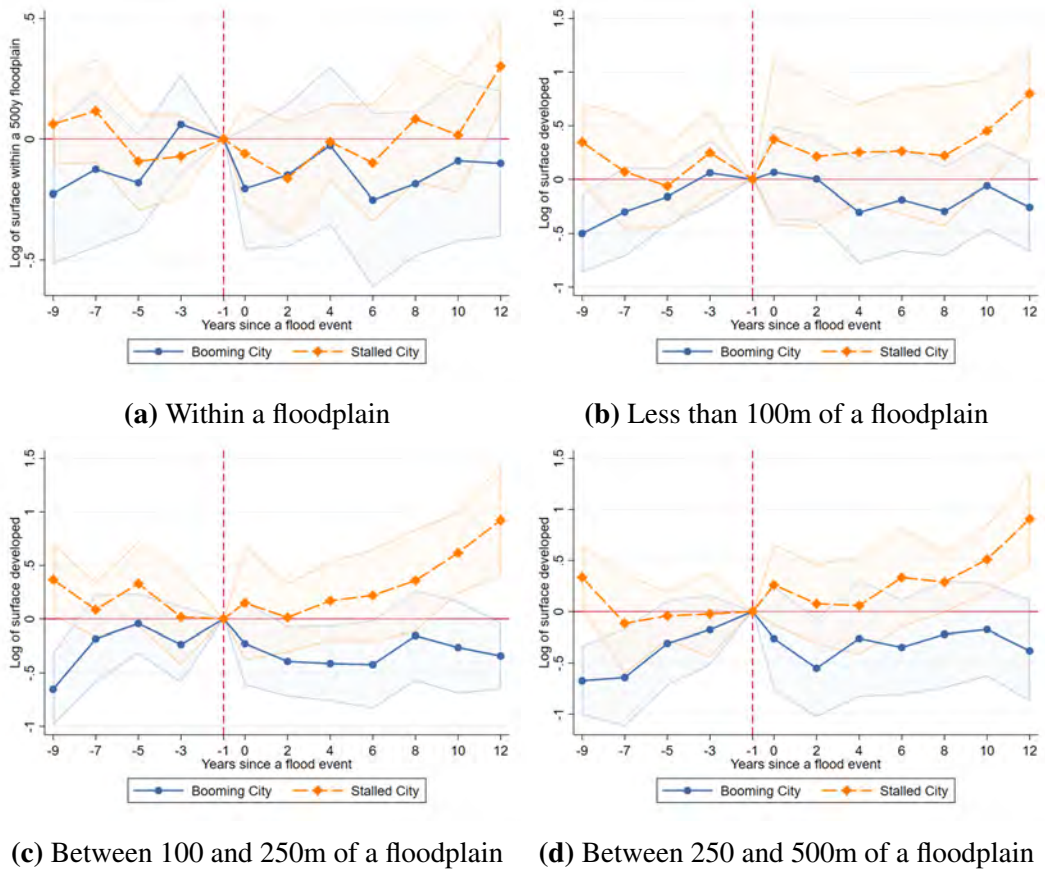 Log of surface within a 500y floodplain
.5
0
-.5
-9 -7 -5 -3 -1 0 2 4 6 8 10 12
Years since a flood event
Booming City Stalled City
(a) Within a floodplain
Log of surface developed
1.5
1
.5
0
-.5
-1
-9 -7 -5 -3 -1 0 2 4 6 8 10 12
Years since a flood event
Booming City Stalled City
(b) Less than 100m of a floodplain
Log of surface developed
1.5
1
.5
0
-.5
-1
-9 -7 -5 -3 -1 0 2 4 6 8 10 12
Years since a flood event
Booming City Stalled City
(c) Between 100 and 250m of a floodplain
Log of surface developed
1.5
1
.5
0
-.5
-1
-9 -7 -5 -3 -1 0 2 4 6 8 10 12
Years since a flood event
Booming City Stalled City
(d) Between 250 and 500m of a floodplain